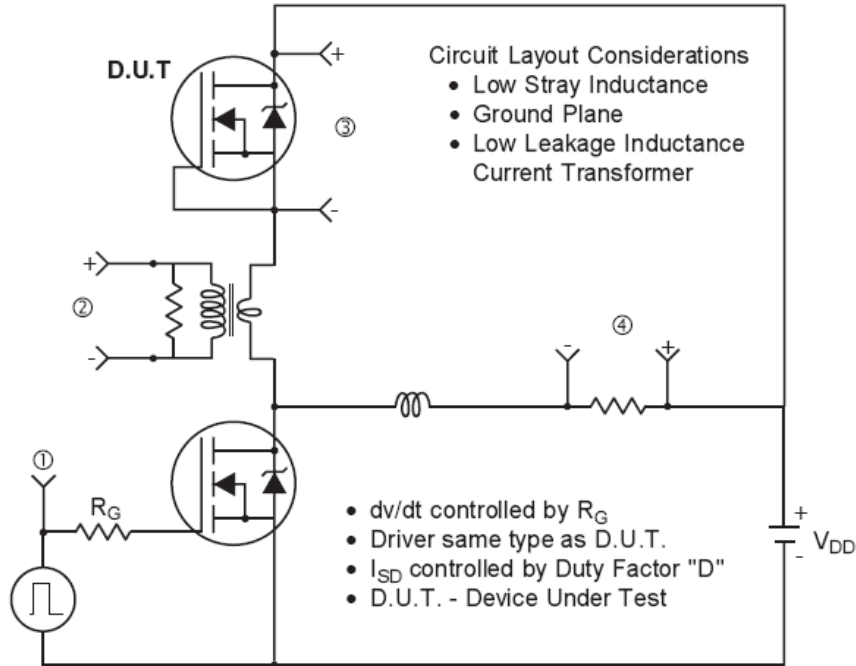 D.U.T
+
③
-
Circuit Layout Considerations
• Low Stray Inductance
• Ground Plane
• Low Leakage Inductance
Current Transformer
+
②
-
④
-
+
①
R_G
• dv/dt controlled by R_G
• Driver same type as D.U.T.
• I_SD controlled by Duty Factor "D"
• D.U.T. - Device Under Test
+
V_DD
-